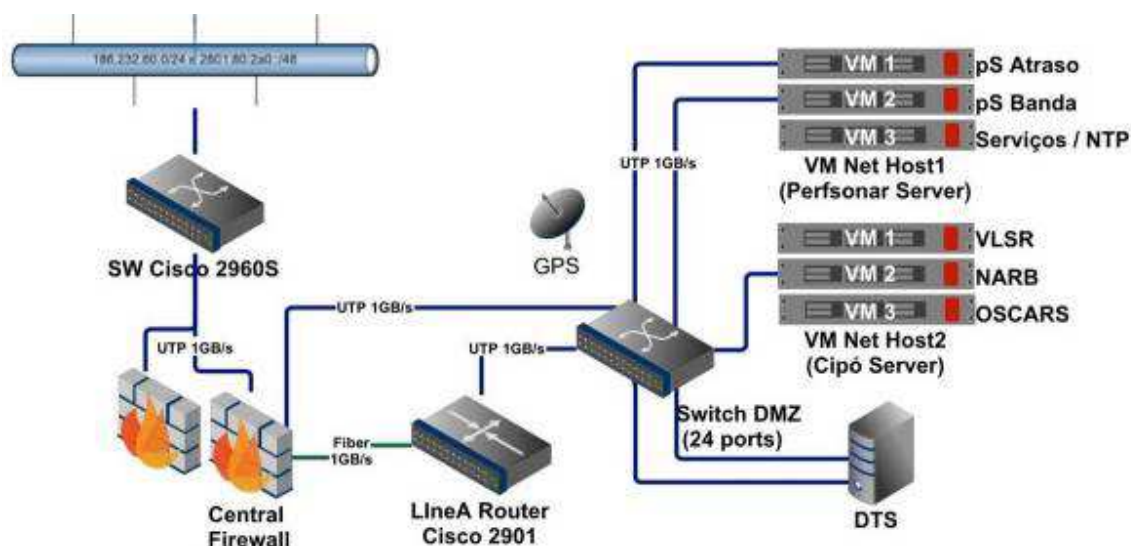 186.232.60.0/24 e 2801.80.2a0 :/48
VM 1
pS Atraso
VM 2
pS Banda
VM 3
Serviços / NTP
UTP 1GB/s
VM Net Host1
(Perfsonar Server)
SW Cisco 2960S
GPS
VM 1
VLSR
VM 2
NARB
VM 3
OSCARS
VM Net Host2
(Cipó Server)
UTP 1GB/s
UTP 1GB/s
UTP 1GB/s
Switch DMZ
(24 ports)
Fiber
1GB/s
Central
Firewall
LIneA Router
Cisco 2901
DTS